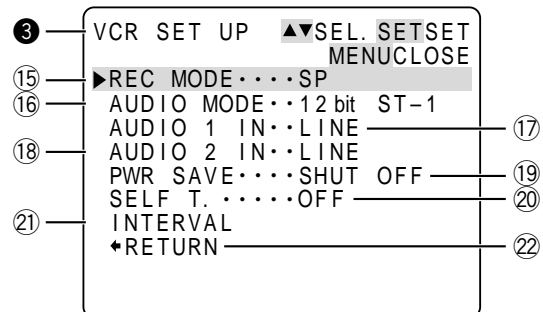 ❸ VCR SET UP ▲▼SEL. SETSET
MENUCLOSE
⑮ ▶REC MODE····SP
⑯ AUDIO MODE··12bit ST–1
AUDIO 1 IN··LINE ⑰
⑱ AUDIO 2 IN··LINE
PWR SAVE····SHUT OFF ⑲
SELF T. ·····OFF ⑳
㉑ INTERVAL
🠸RETURN ㉒